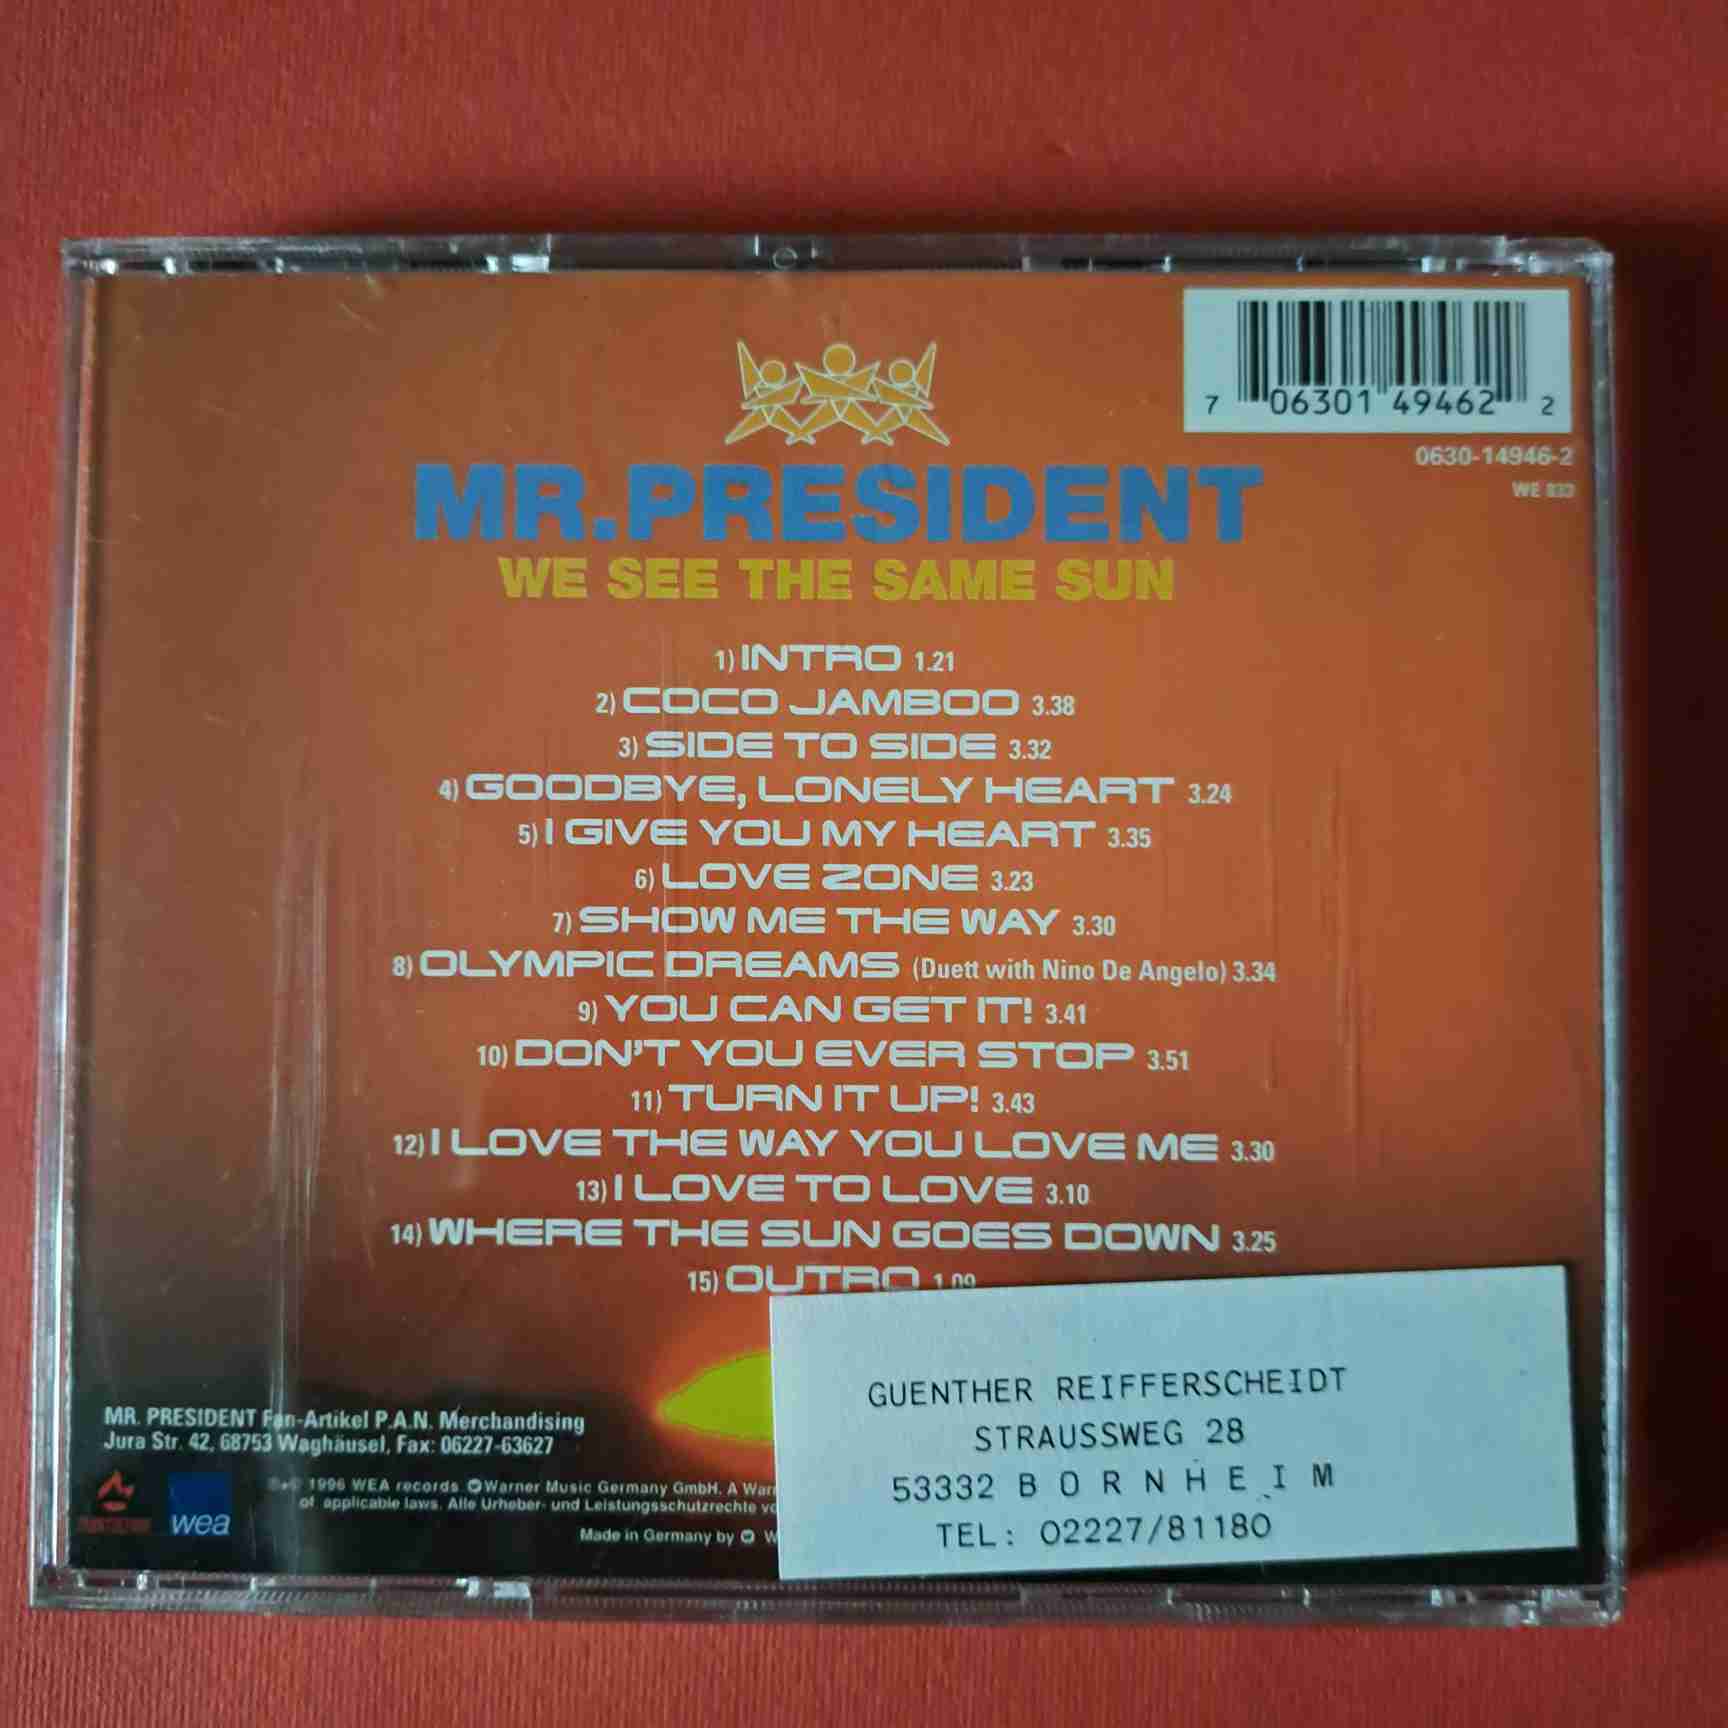 7 06301 49462 2
0630-14946-2
WE 833
MR.PRESIDENT
WE SEE THE SAME SUN
1) INTRO 1.21
2) COCO JAMBOO 3.38
3) SIDE TO SIDE 3.32
4) GOODBYE, LONELY HEART 3.24
5) I GIVE YOU MY HEART 3.35
6) LOVE ZONE 3.23
7) SHOW ME THE WAY 3.30
8) OLYMPIC DREAMS (Duett with Nino De Angelo) 3.34
9) YOU CAN GET IT! 3.41
10) DON'T YOU EVER STOP 3.51
11) TURN IT UP! 3.43
12) I LOVE THE WAY YOU LOVE ME 3.30
13) I LOVE TO LOVE 3.10
14) WHERE THE SUN GOES DOWN 3.25
15) OUTRO 1.09
MR. PRESIDENT Fan-Artikel P.A.N. Merchandising
Jura Str. 42, 68753 Waghäusel, Fax: 06227-63627
℗+© 1996 WEA records Warner Music Germany GmbH. A
of applicable laws. Alle Urheber- und Leistungsschutzrechte
Made in Germany by
wea
GUENTHER REIFFERSCHEIDT
STRAUSSWEG 28
53332 B O R N H E I M
TEL: 02227/81180